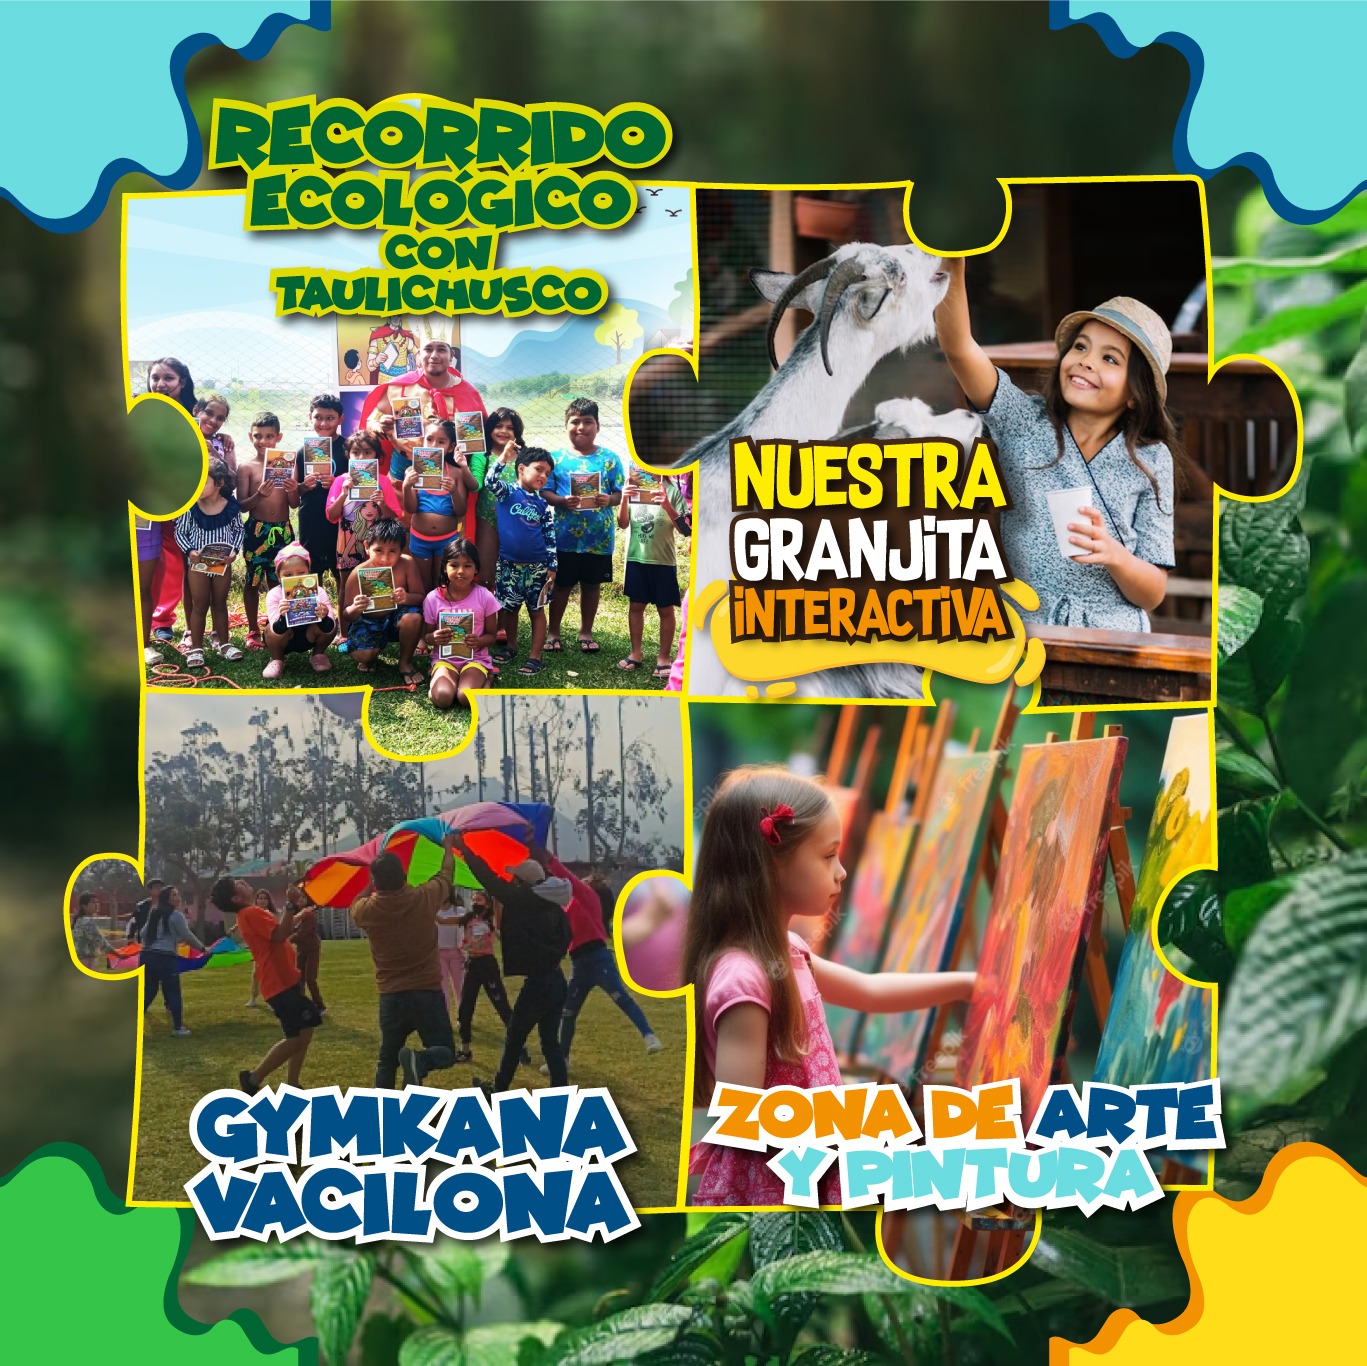 RECORRIDO
ECOLÓGICO
CON
TAULICHUSCO
NUESTRA
GRANJITA
INTERACTIVA
GYMKANA
VACILONA
ZONA DE ARTE
Y PINTURA